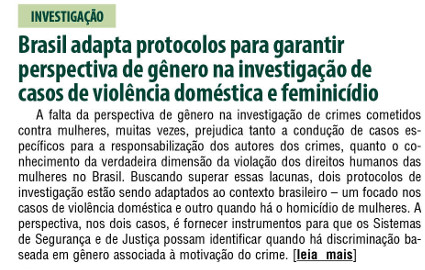 INVESTIGAÇÃO
Brasil adapta protocolos para garantir
perspectiva de gênero na investigação de
casos de violência doméstica e feminicídio
A falta da perspectiva de gênero na investigação de crimes cometidos
contra mulheres, muitas vezes, prejudica tanto a condução de casos es-
pecíficos para a responsabilização dos autores dos crimes, quanto o co-
nhecimento da verdadeira dimensão da violação dos direitos humanos das
mulheres no Brasil. Buscando superar essas lacunas, dois protocolos de
investigação estão sendo adaptados ao contexto brasileiro – um focado nos
casos de violência doméstica e outro quando há o homicídio de mulheres. A
perspectiva, nos dois casos, é fornecer instrumentos para que os Sistemas
de Segurança e de Justiça possam identificar quando há discriminação ba-
seada em gênero associada à motivação do crime. [leia mais]